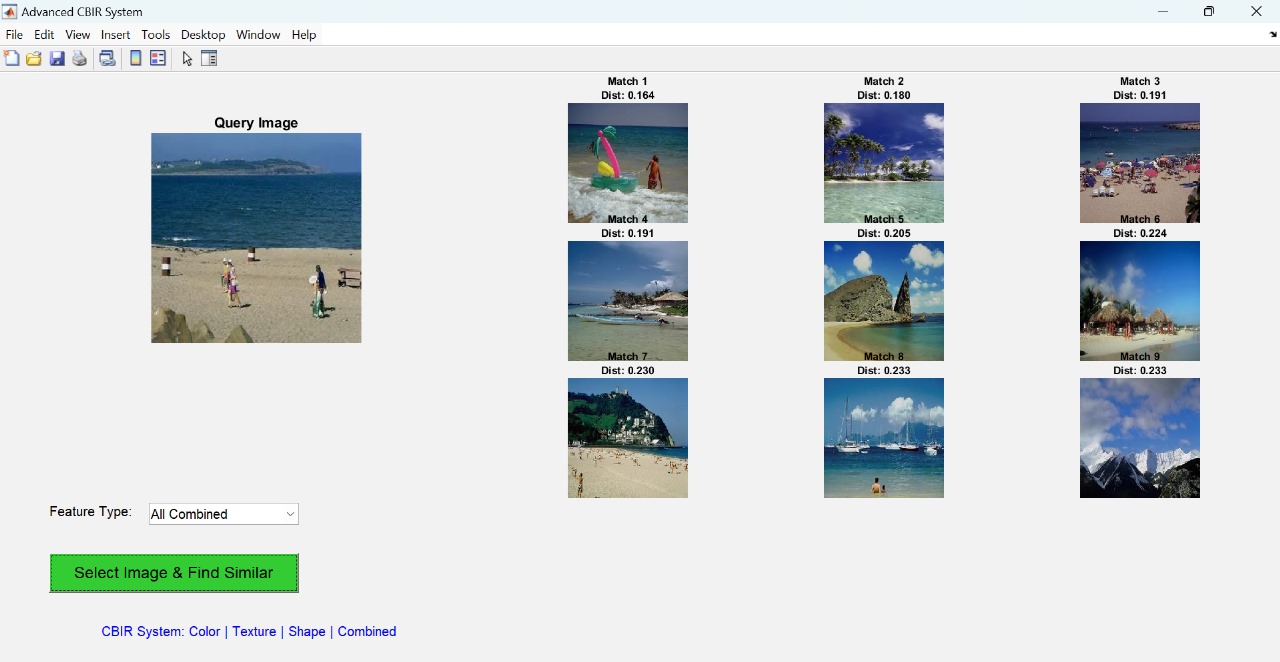 Advanced CBIR System
File Edit View Insert Tools Desktop Window Help
Query Image
Match 1
Dist: 0.164
Match 2
Dist: 0.180
Match 3
Dist: 0.191
Match 4
Dist: 0.191
Match 5
Dist: 0.205
Match 6
Dist: 0.224
Match 7
Dist: 0.230
Match 8
Dist: 0.233
Match 9
Dist: 0.233
Feature Type: All Combined
Select Image & Find Similar
CBIR System: Color | Texture | Shape | Combined